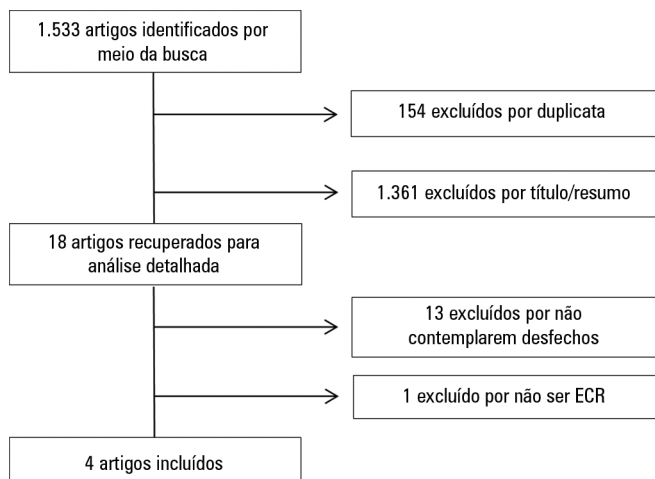 1.533 artigos identificados por
meio da busca
154 excluídos por duplicata
1.361 excluídos por título/resumo
18 artigos recuperados para
análise detalhada
13 excluídos por não
contemplarem desfechos
1 excluído por não ser ECR
4 artigos incluídos